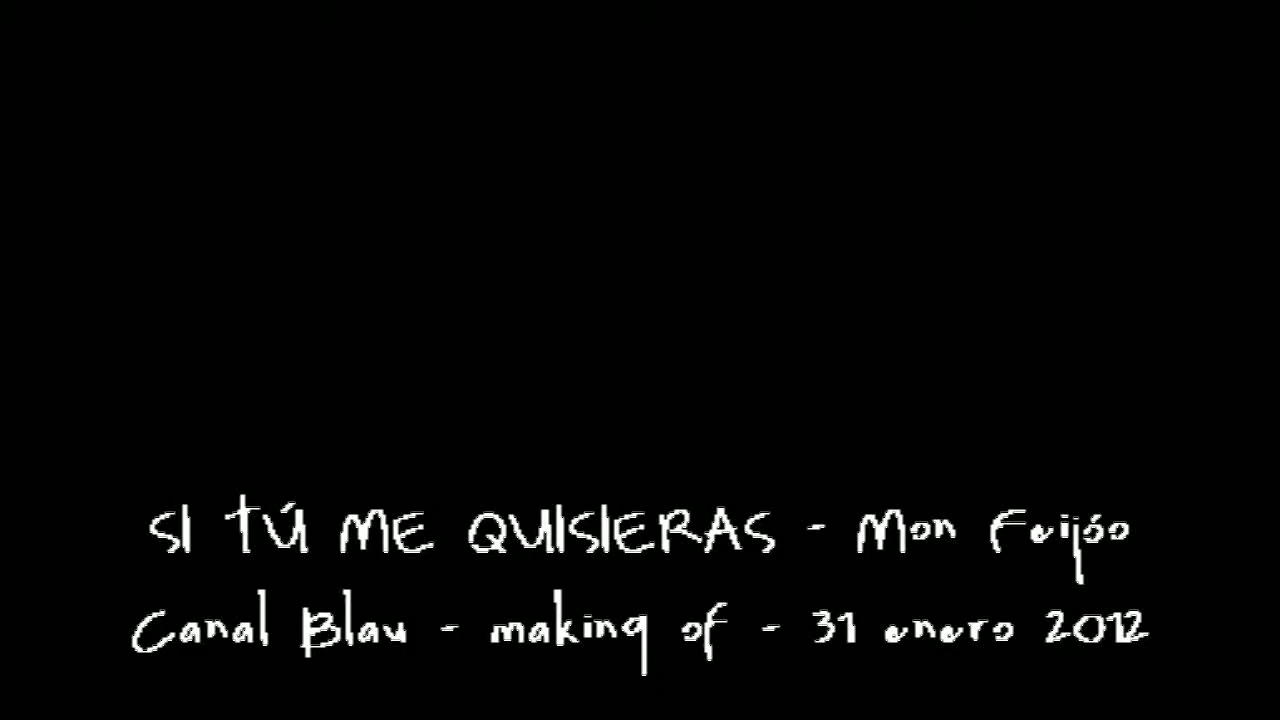 SI TÚ ME QUISIERAS - Mon Feijóo
Canal Blau - making of - 31 enero 2012